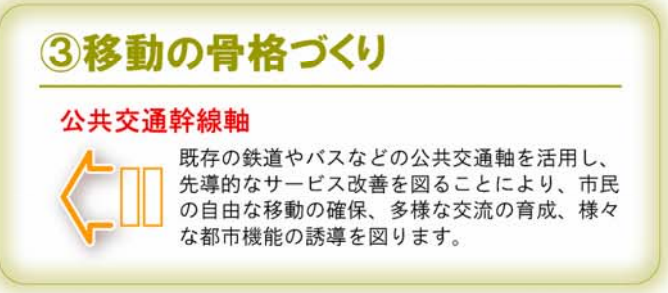 ③移動の骨格づくり
公共交通幹線軸
既存の鉄道やバスなどの公共交通軸を活用し、
先導的なサービス改善を図ることにより、市民
の自由な移動の確保、多様な交流の育成、様々
な都市機能の誘導を図ります。